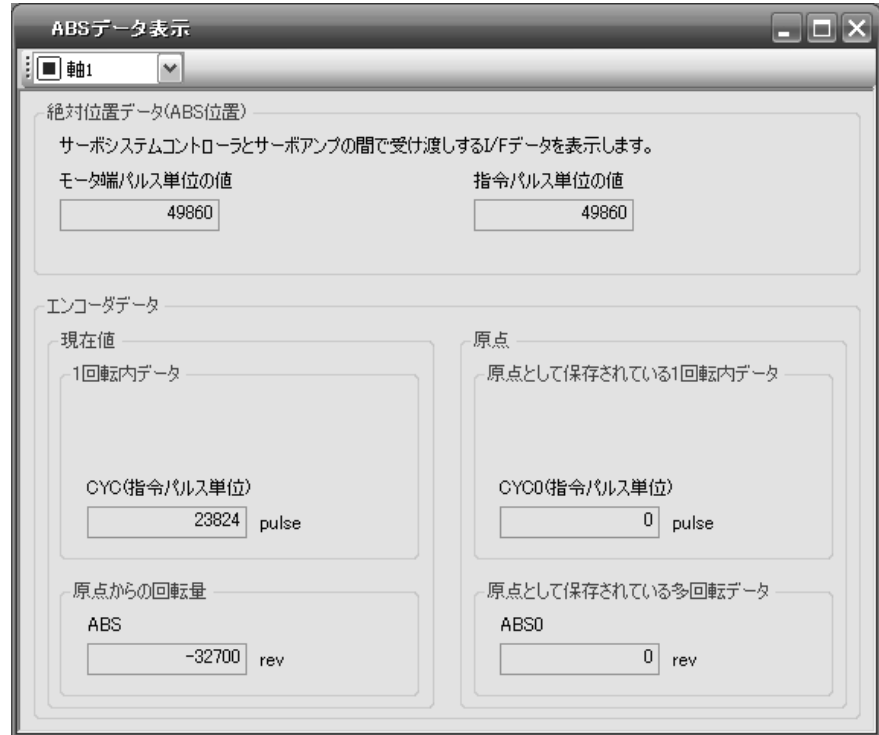 ABSデータ表示
軸1
絶対位置データ(ABS位置)
サーボシステムコントローラとサーボアンプの間で受け渡しするI/Fデータを表示します。
モータ端パルス単位の値 指令パルス単位の値
49860 49860
エンコーダデータ
現在値 原点
1回転内データ 原点として保存されている1回転内データ
CYC(指令パルス単位) CYC0(指令パルス単位)
23824 pulse 0 pulse
原点からの回転量 原点として保存されている多回転データ
ABS ABS0
-32700 rev 0 rev